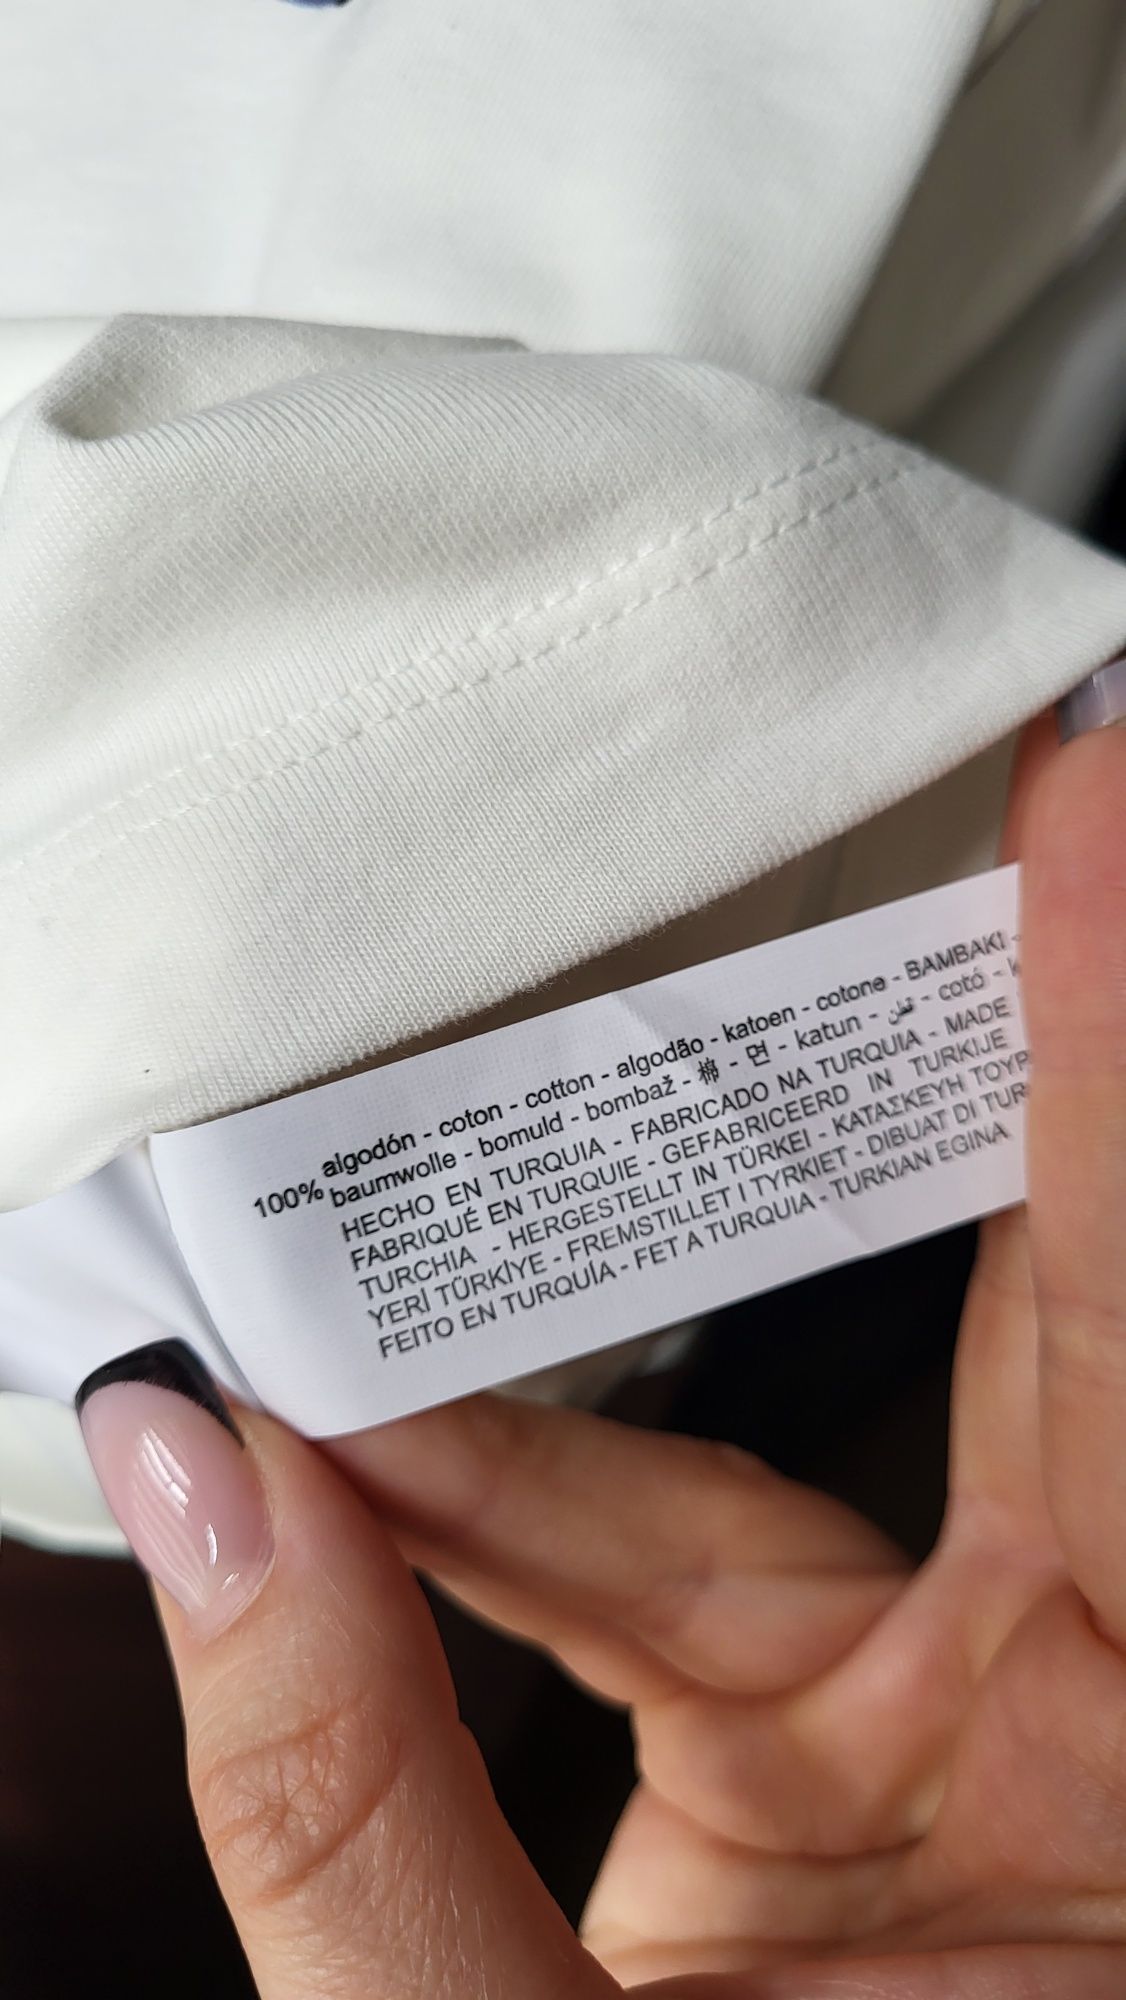 100% algodón - coton - cotton - algodão - katoen - cotone - BAMBAKI -
baumwolle - bomuld - bombaž - 棉 - 면 - katun - قطن - cotó -
HECHO EN TURQUIA - FABRICADO NA TURQUIA - MADE
FABRIQUÉ EN TURQUIE - GEFABRICEERD IN TURKIJE
TURCHIA - HERGESTELLT IN TÜRKEI - ΚΑΤΑΣΚΕΥΗ
YERİ TÜRKİYE - FREMSTILLET I TYRKIET - DIBUAT DI
FEITO EN TURQUÍA - FET A TURQUIA - TURKIAN EGINA